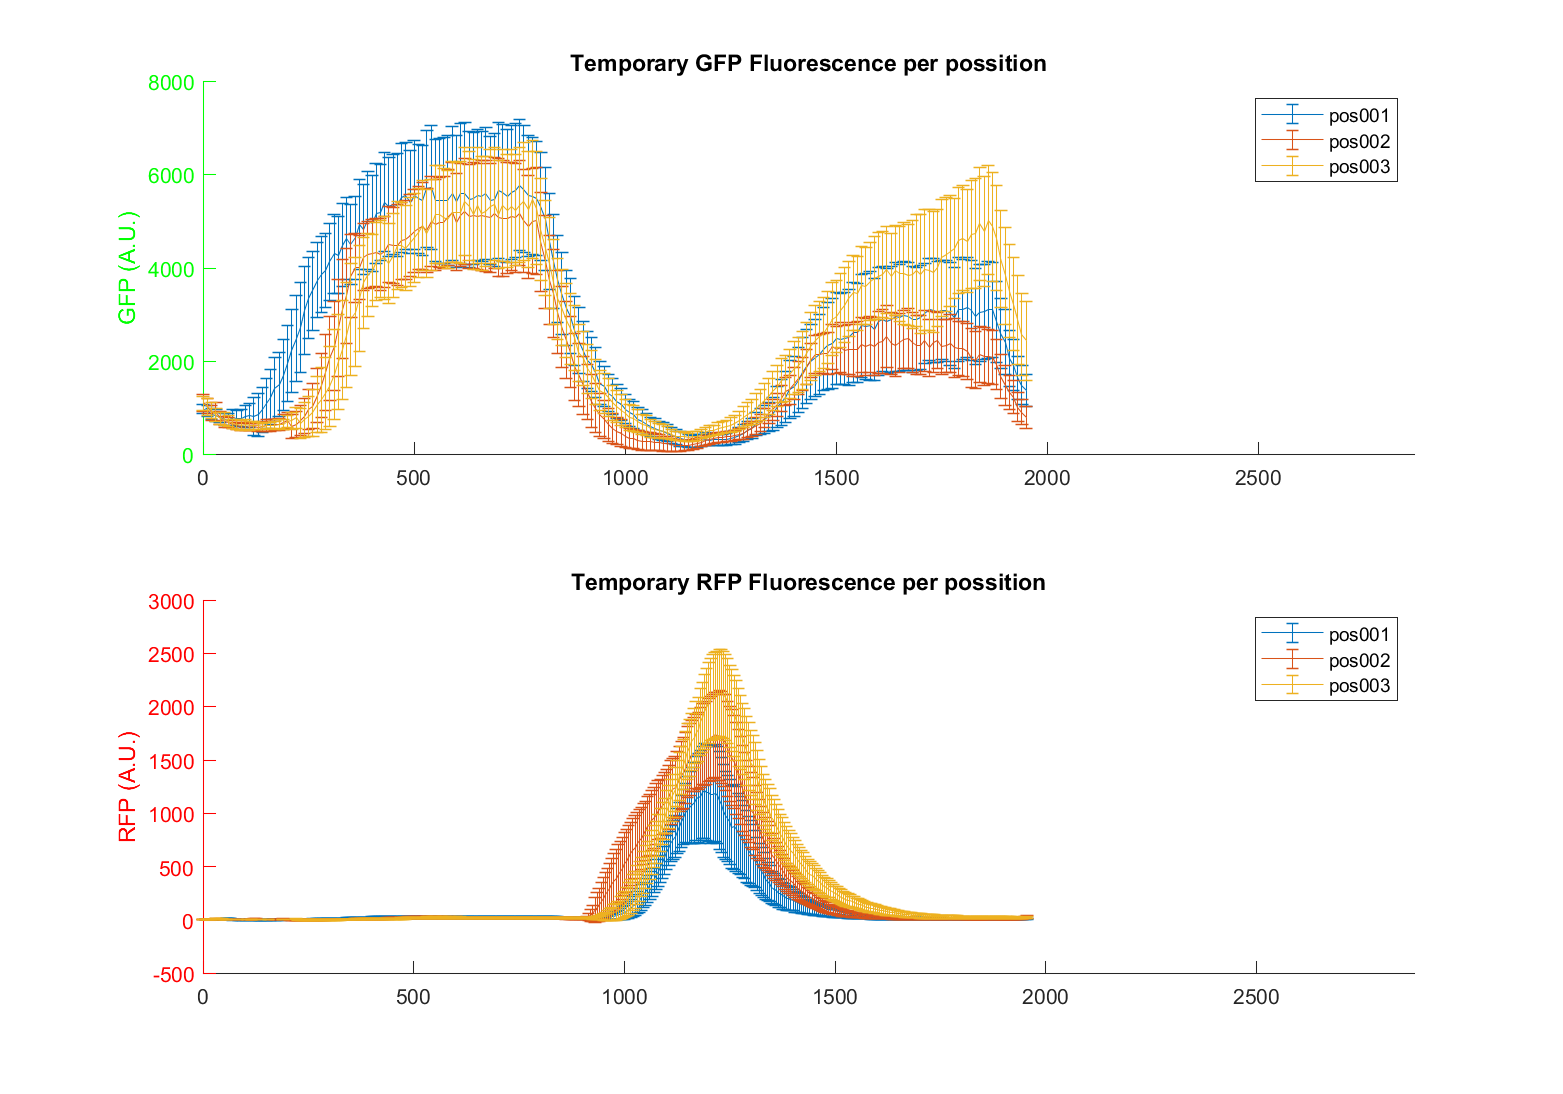 Temporary GFP Fluorescence per possition
8000
6000
4000
2000
0
GFP (A.U.)
0 500 1000 1500 2000 2500
pos001
pos002
pos003
Temporary RFP Fluorescence per possition
3000
2500
2000
1500
1000
500
0
-500
RFP (A.U.)
0 500 1000 1500 2000 2500
pos001
pos002
pos003